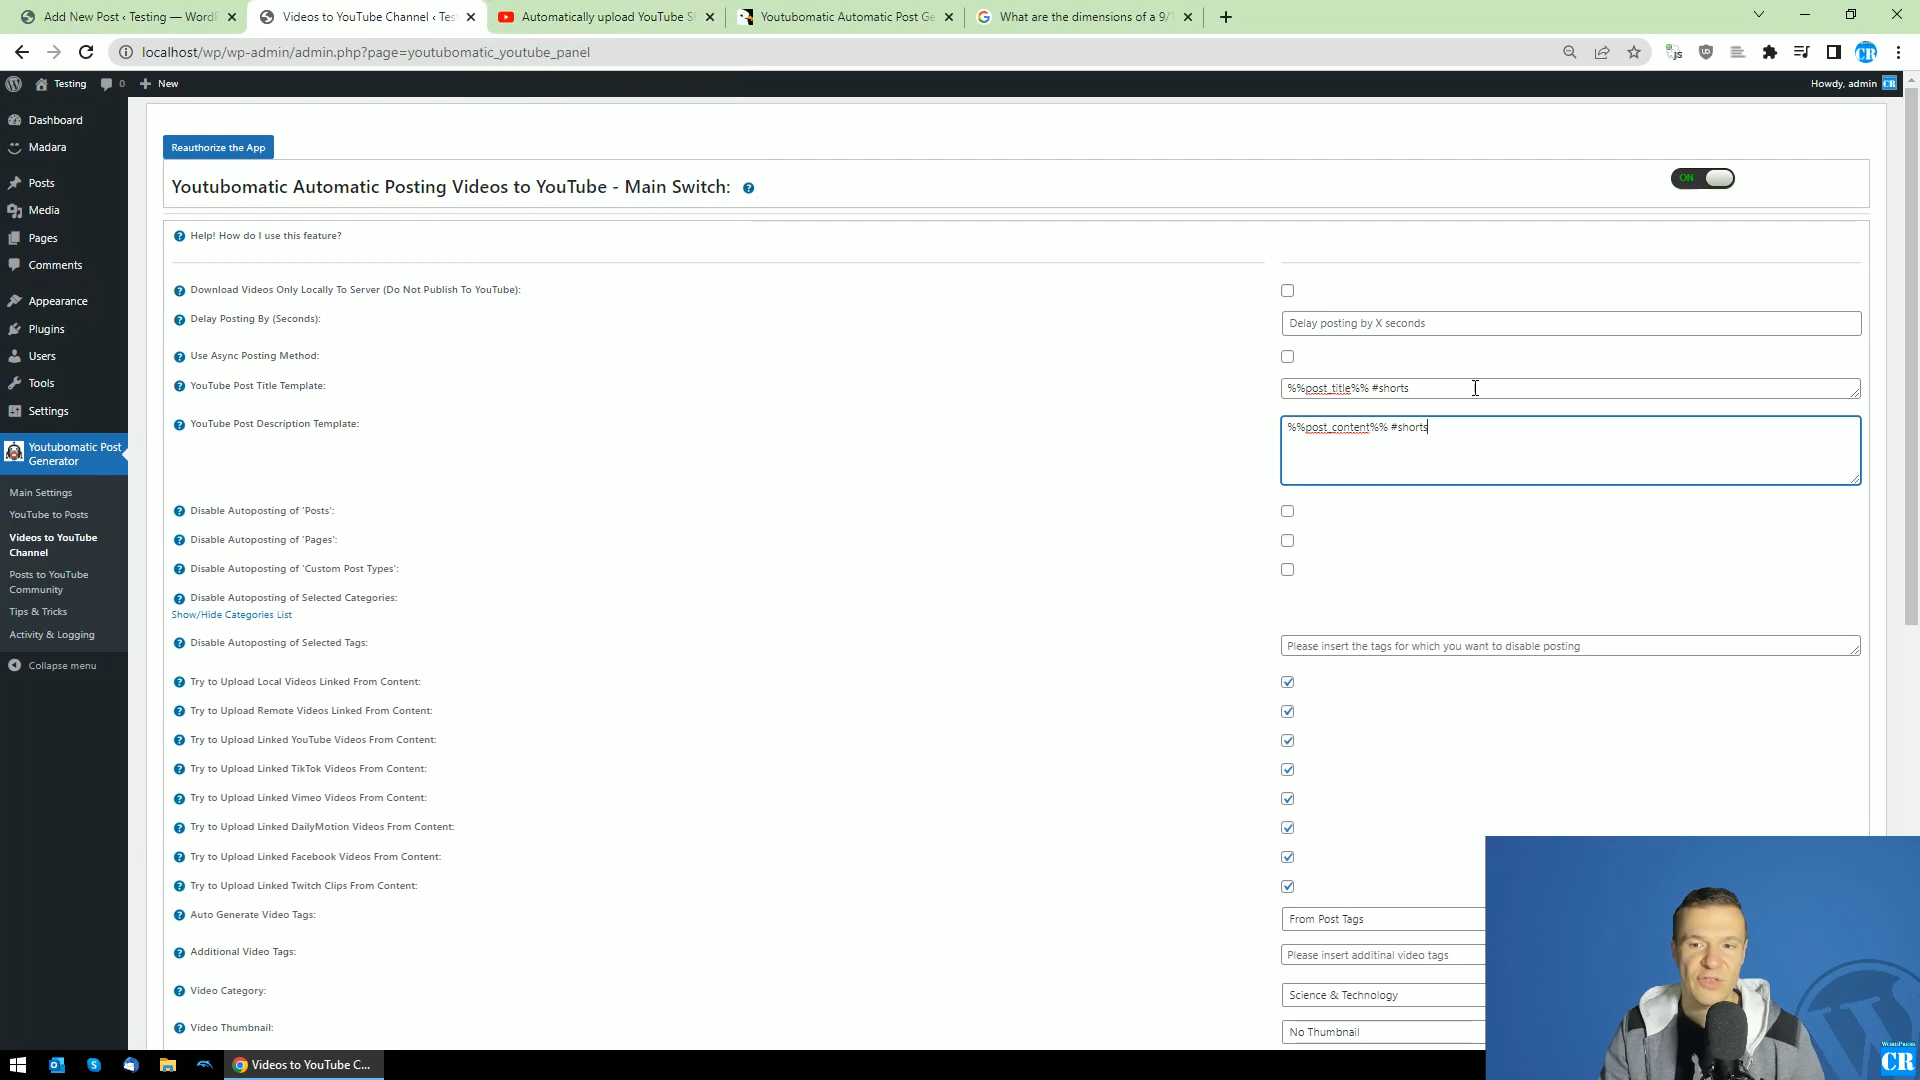 Add New Post ‹ Testing — WordP
Videos to YouTube Channel ‹ Tes
Automatically upload YouTube S
Youtubomatic Automatic Post Ge
What are the dimensions of a 9/
localhost/wp/wp-admin/admin.php?page=youtubomatic_youtube_panel
CR
Testing
0
New
Howdy, admin
CR
Dashboard
Madara
Posts
Media
Pages
Comments
Appearance
Plugins
Users
Tools
Settings
Youtubomatic Post
Generator
Main Settings
YouTube to Posts
Videos to YouTube
Channel
Posts to YouTube
Community
Tips & Tricks
Activity & Logging
Collapse menu
Reauthorize the App
Youtubomatic Automatic Posting Videos to YouTube - Main Switch:
ON
Help! How do I use this feature?
Download Videos Only Locally To Server (Do Not Publish To YouTube):
Delay Posting By (Seconds):
Delay posting by X seconds
Use Async Posting Method:
YouTube Post Title Template:
%%post_title%% #shorts
YouTube Post Description Template:
%%post_content%% #shorts
Disable Autoposting of 'Posts':
Disable Autoposting of 'Pages':
Disable Autoposting of 'Custom Post Types':
Disable Autoposting of Selected Categories:
Show/Hide Categories List
Disable Autoposting of Selected Tags:
Please insert the tags for which you want to disable posting
Try to Upload Local Videos Linked From Content:
Try to Upload Remote Videos Linked From Content:
Try to Upload Linked YouTube Videos From Content:
Try to Upload Linked TikTok Videos From Content:
Try to Upload Linked Vimeo Videos From Content:
Try to Upload Linked DailyMotion Videos From Content:
Try to Upload Linked Facebook Videos From Content:
Try to Upload Linked Twitch Clips From Content:
Auto Generate Video Tags:
From Post Tags
Additional Video Tags:
Please insert additinal video tags
Video Category:
Science & Technology
Video Thumbnail:
No Thumbnail
Videos to YouTube C...
WORDPRESS
CR